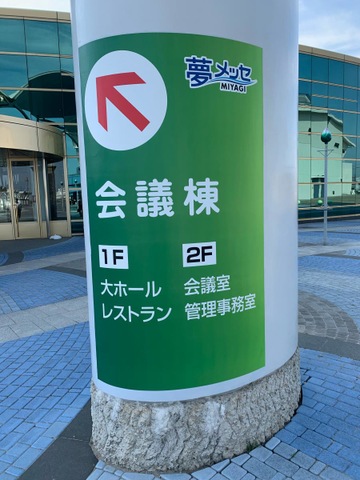 夢メッセ
MIYAGI
会議棟
1F
大ホール
レストラン
2F
会議室
管理事務室